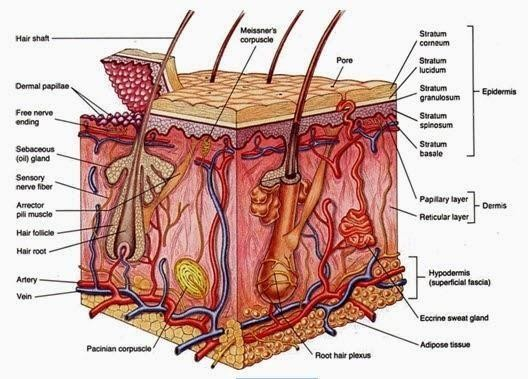 Hair shaft
Dermal papillae
Free nerve
ending
Sebaceous
(oil) gland
Sensory
nerve fiber
Arrector
pili muscle
Hair follicle
Hair root
Artery
Vein
Pacinian corpuscle
Meissner's
corpuscle
Pore
Stratum
corneum
Stratum
lucidum
Stratum
granulosum
Stratum
spinosum
Stratum
basale
Epidermis
Papillary layer
Reticular layer
Dermis
Hypodermis
(superficial fascia)
Eccrine sweat gland
Adipose tissue
Root hair plexus